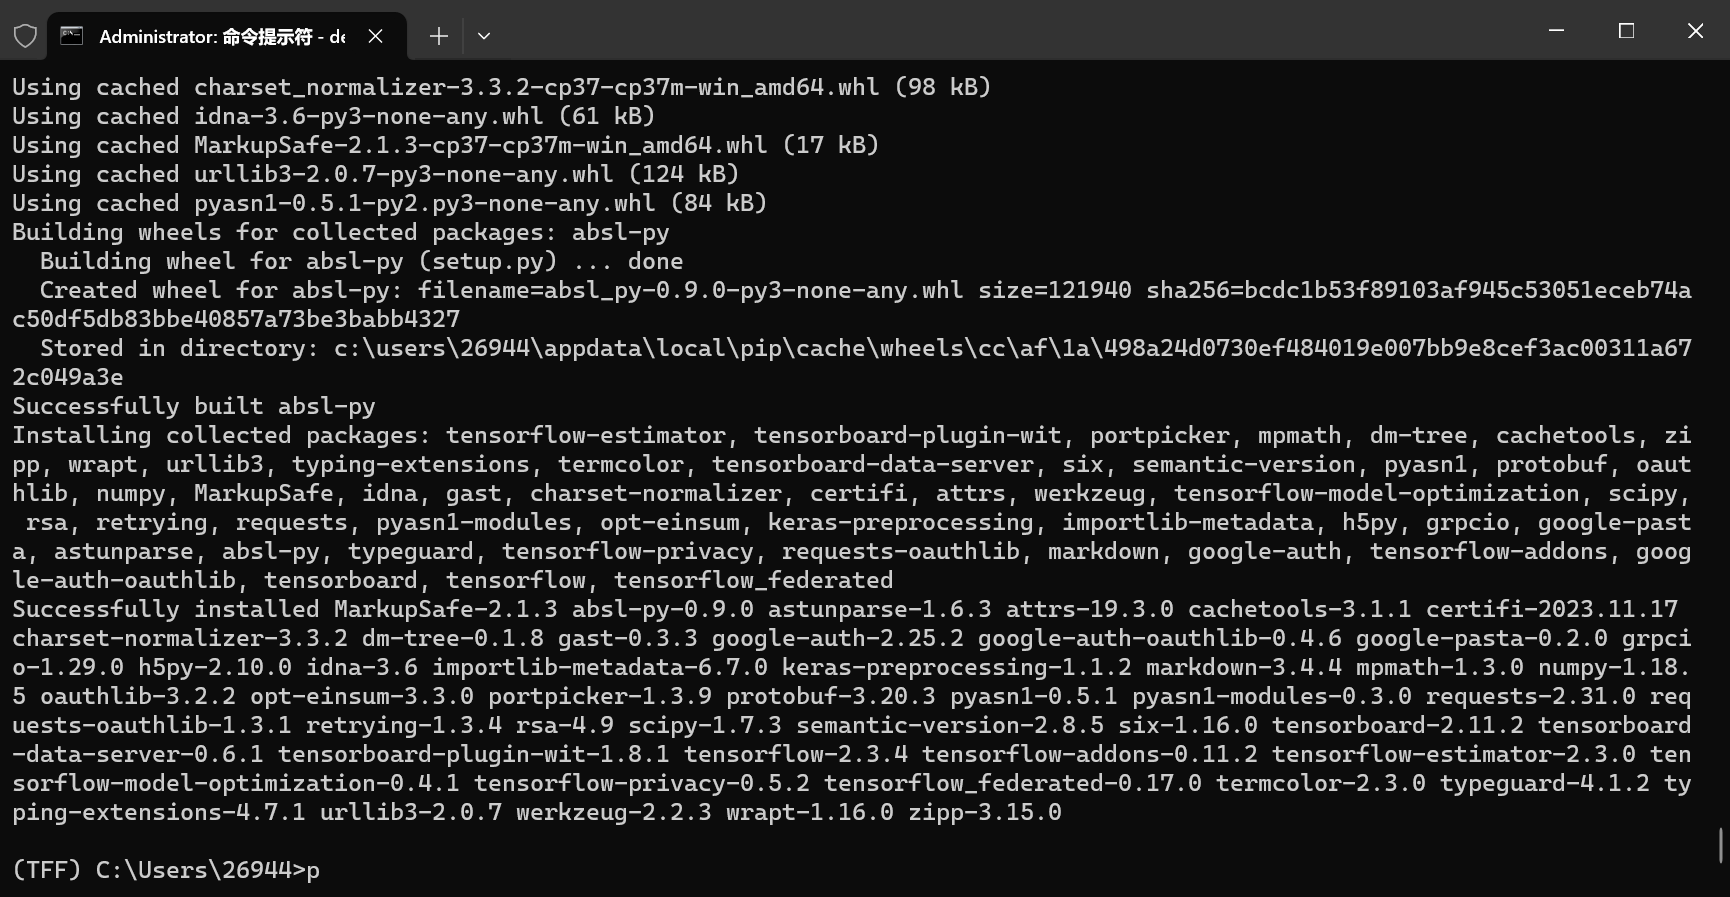 Administrator: 命令提示符 - de
Using cached charset_normalizer-3.3.2-cp37-cp37m-win_amd64.whl (98 kB)
Using cached idna-3.6-py3-none-any.whl (61 kB)
Using cached MarkupSafe-2.1.3-cp37-cp37m-win_amd64.whl (17 kB)
Using cached urllib3-2.0.7-py3-none-any.whl (124 kB)
Using cached pyasn1-0.5.1-py2.py3-none-any.whl (84 kB)
Building wheels for collected packages: absl-py
  Building wheel for absl-py (setup.py) ... done
  Created wheel for absl-py: filename=absl_py-0.9.0-py3-none-any.whl size=121940 sha256=bcdc1b53f89103af945c53051eceb74a
c50df5db83bbe40857a73be3babb4327
  Stored in directory: c:\users\26944\appdata\local\pip\cache\wheels\cc\af\1a\498a24d0730ef484019e007bb9e8cef3ac00311a67
2c049a3e
Successfully built absl-py
Installing collected packages: tensorflow-estimator, tensorboard-plugin-wit, portpicker, mpmath, dm-tree, cachetools, zi
pp, wrapt, urllib3, typing-extensions, termcolor, tensorboard-data-server, six, semantic-version, pyasn1, protobuf, oaut
hlib, numpy, MarkupSafe, idna, gast, charset-normalizer, certifi, attrs, werkzeug, tensorflow-model-optimization, scipy,
 rsa, retrying, requests, pyasn1-modules, opt-einsum, keras-preprocessing, importlib-metadata, h5py, grpcio, google-past
a, astunparse, absl-py, typeguard, tensorflow-privacy, requests-oauthlib, markdown, google-auth, tensorflow-addons, goog
le-auth-oauthlib, tensorboard, tensorflow, tensorflow_federated
Successfully installed MarkupSafe-2.1.3 absl-py-0.9.0 astunparse-1.6.3 attrs-19.3.0 cachetools-3.1.1 certifi-2023.11.17
charset-normalizer-3.3.2 dm-tree-0.1.8 gast-0.3.3 google-auth-2.25.2 google-auth-oauthlib-0.4.6 google-pasta-0.2.0 grpci
o-1.29.0 h5py-2.10.0 idna-3.6 importlib-metadata-6.7.0 keras-preprocessing-1.1.2 markdown-3.4.4 mpmath-1.3.0 numpy-1.18.
5 oauthlib-3.2.2 opt-einsum-3.3.0 portpicker-1.3.9 protobuf-3.20.3 pyasn1-0.5.1 pyasn1-modules-0.3.0 requests-2.31.0 req
uests-oauthlib-1.3.1 retrying-1.3.4 rsa-4.9 scipy-1.7.3 semantic-version-2.8.5 six-1.16.0 tensorboard-2.11.2 tensorboard
-data-server-0.6.1 tensorboard-plugin-wit-1.8.1 tensorflow-2.3.4 tensorflow-addons-0.11.2 tensorflow-estimator-2.3.0 ten
sorflow-model-optimization-0.4.1 tensorflow-privacy-0.5.2 tensorflow_federated-0.17.0 termcolor-2.3.0 typeguard-4.1.2 ty
ping-extensions-4.7.1 urllib3-2.0.7 werkzeug-2.2.3 wrapt-1.16.0 zipp-3.15.0
(TFF) C:\Users\26944>p